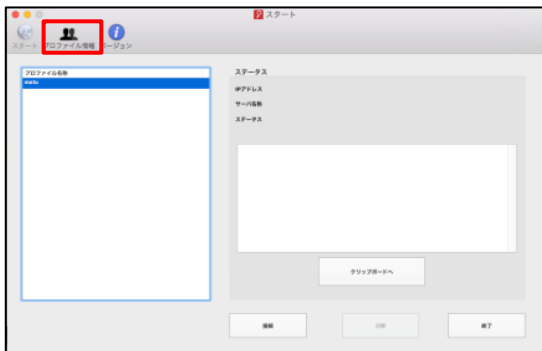 スタート
スタート プロファイル情報 バージョン
プロファイル名称
ステータス
IPアドレス
サーバ名称
ステータス
クリップボードへ
接続 切断 終了